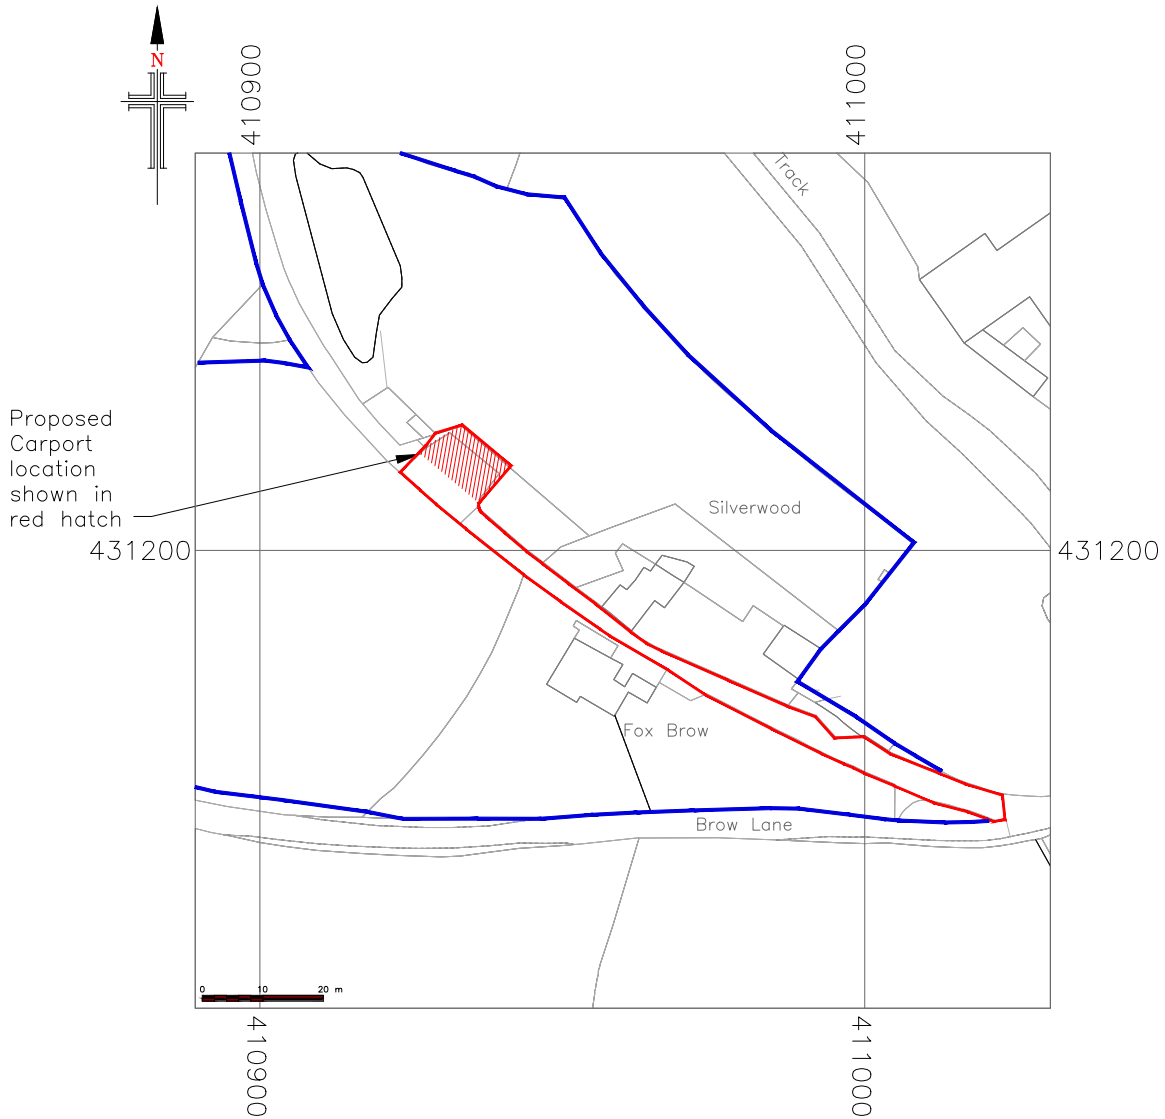 N
410900
411000
Track
Proposed
Carport
location
shown in
red hatch
Silverwood
431200
431200
Fox Brow
Brow Lane
0 10 20 m
410900
411000